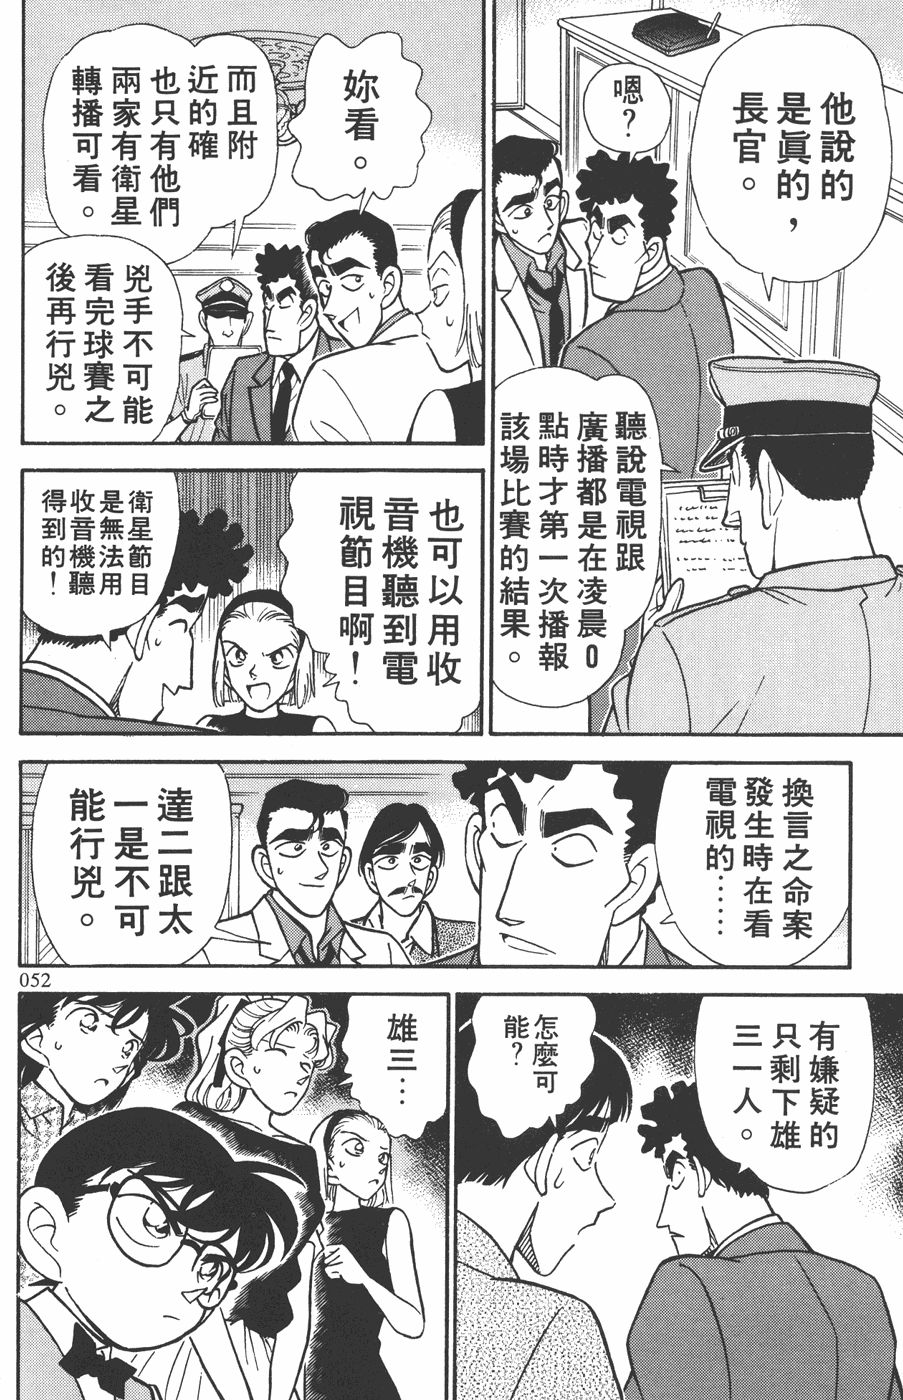 他說的
是眞的，
長官。
嗯？
聽說電視跟
廣播都是在凌晨0
點時才第一次播報
該場比賽的結果。
妳看。
而且附
近的確
也只有他們
兩家有衛星
轉播可看。
兇手不可能
看完球賽之
後再行兇。
也可以用收
音機聽到電
視節目啊！
衛星節目
是無法用
收音機聽
得到的！
換言之命案
發生時在看
電視的……
達二跟太
一是不可
能行兇。
052
有嫌疑的
只剩下雄
三一人。
怎麼可
能？
雄三…